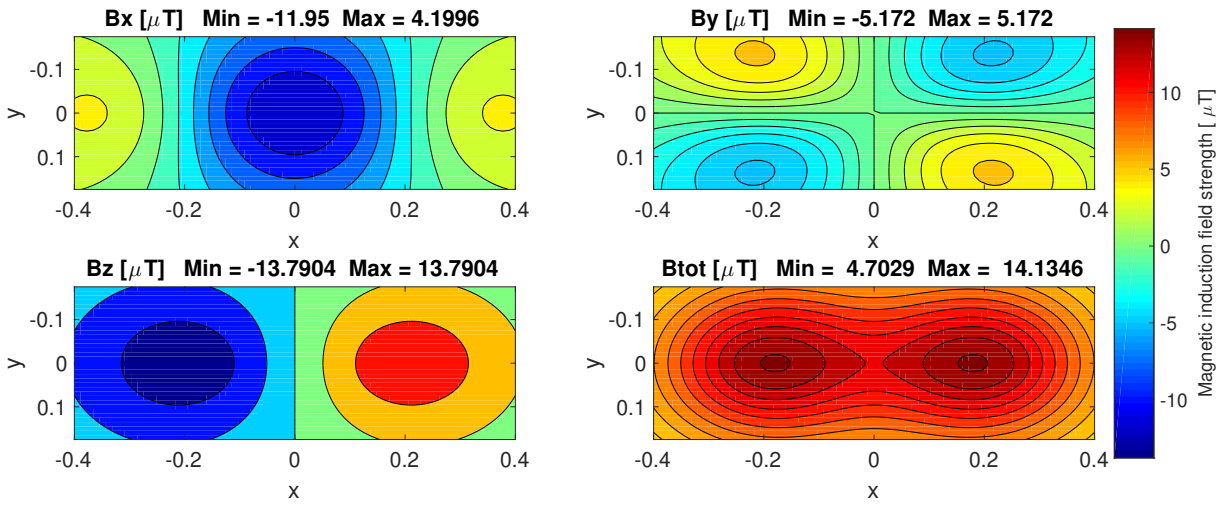 Bx [μT] Min = -11.95 Max = 4.1996
-0.1
0
0.1
y
-0.4
-0.2
0
0.2
0.4
x
By [μT] Min = -5.172 Max = 5.172
-0.1
0
0.1
y
-0.4
-0.2
0
0.2
0.4
x
Bz [μT] Min = -13.7904 Max = 13.7904
-0.1
0
0.1
y
-0.4
-0.2
0
0.2
0.4
x
Btot [μT] Min = 4.7029 Max = 14.1346
-0.1
0
0.1
y
-0.4
-0.2
0
0.2
0.4
x
10
5
0
-5
-10
Magnetic induction field strength [ μT]